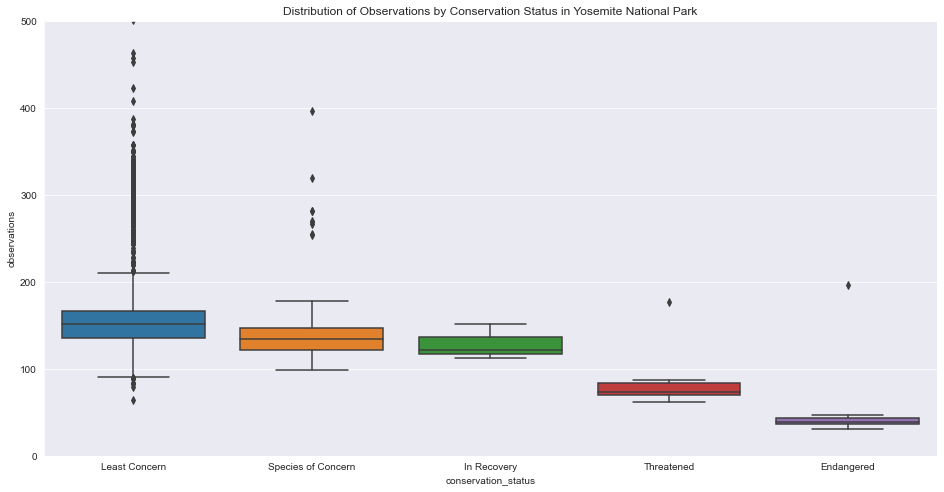 Distribution of Observations by Conservation Status in Yosemite National Park
500
400
300
200
100
0
observations
Least Concern
Species of Concern
In Recovery
Threatened
Endangered
conservation_status